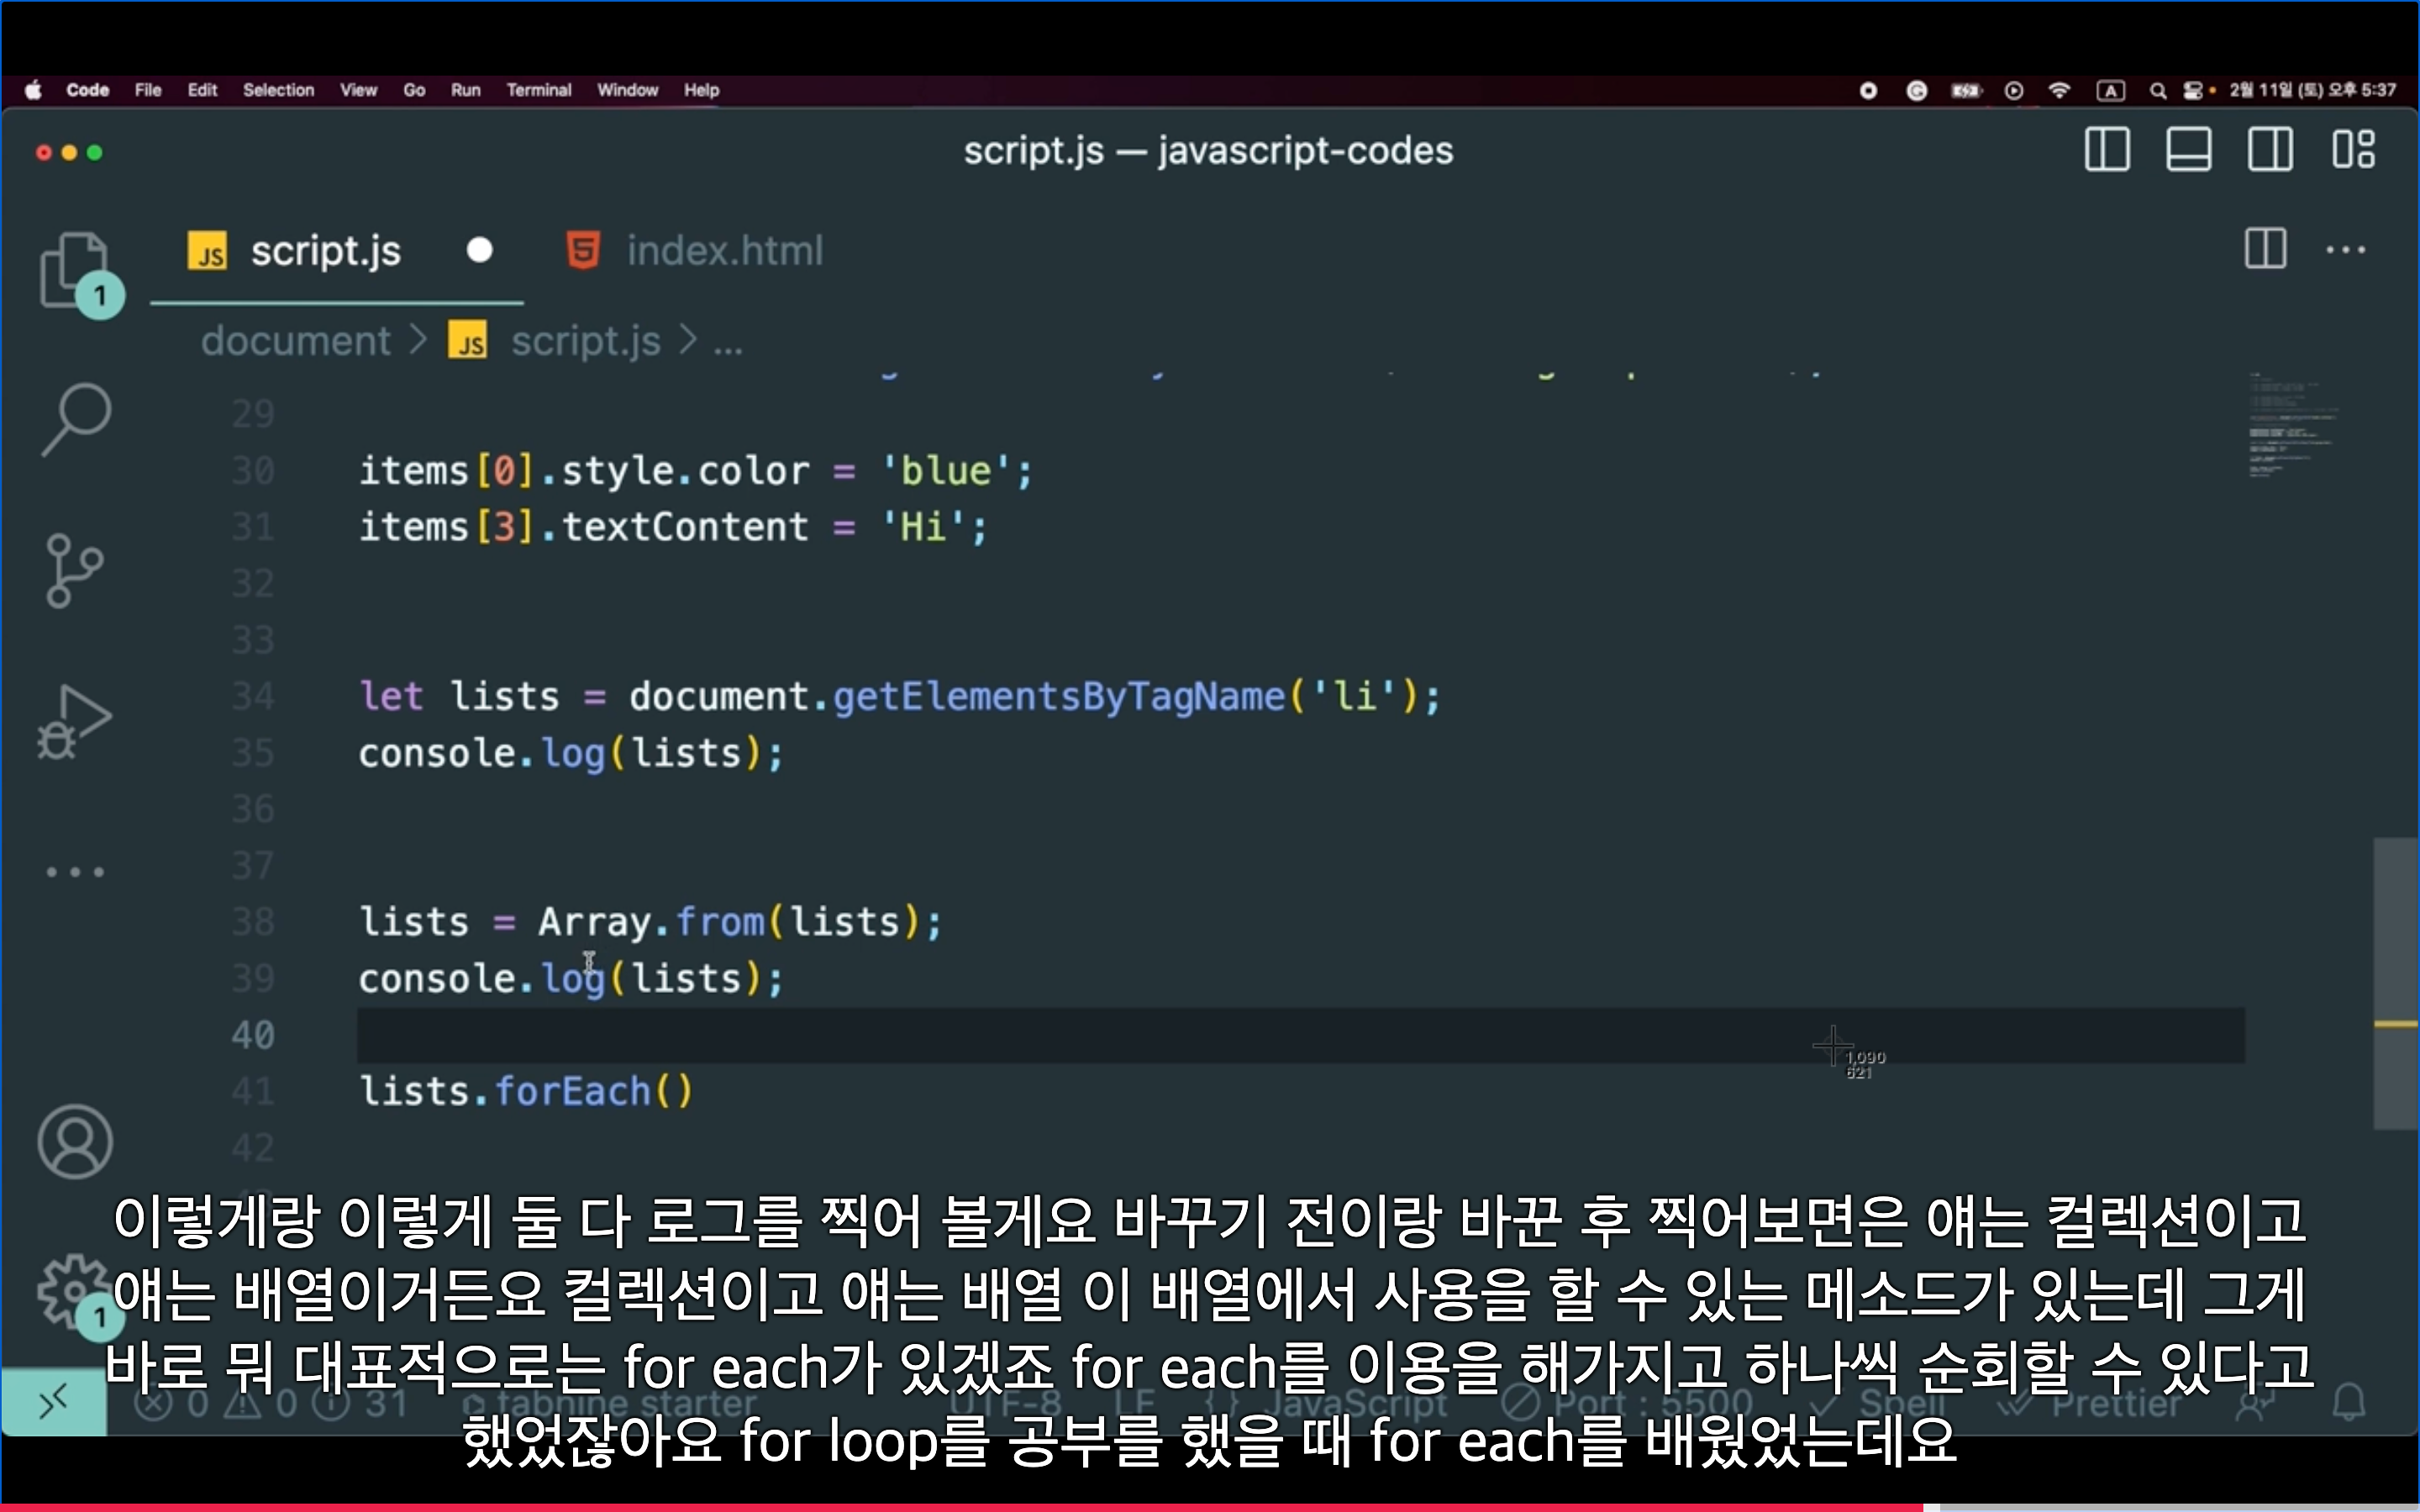 Code File Edit Selection View Go Run Terminal Window Help A 2월 11일 (토) 오후 5:37
script.js — javascript-codes
JS script.js 5 index.html
1
document > JS script.js > ...
29
30 items[0].style.color = 'blue';
31 items[3].textContent = 'Hi';
32
33
34 let lists = document.getElementsByTagName('li');
35 console.log(lists);
36
37
38 lists = Array.from(lists);
39 console.log(lists);
40
1,090
621
41 lists.forEach()
42
이렇게랑 이렇게 둘 다 로그를 찍어 볼게요 바꾸기 전이랑 바꾼 후 찍어보면은 얘는 컬렉션이고
얘는 배열이거든요 컬렉션이고 얘는 배열 이 배열에서 사용을 할 수 있는 메소드가 있는데 그게
1
바로 뭐 대표적으로는 for each가 있겠죠 for each를 이용을 해가지고 하나씩 순회할 수 있다고
0 0 31 tabnine starter UTF-8 LF {} JavaScript Port : 5500 Spell Prettier
했었잖아요 for loop를 공부를 했을 때 for each를 배웠었는데요